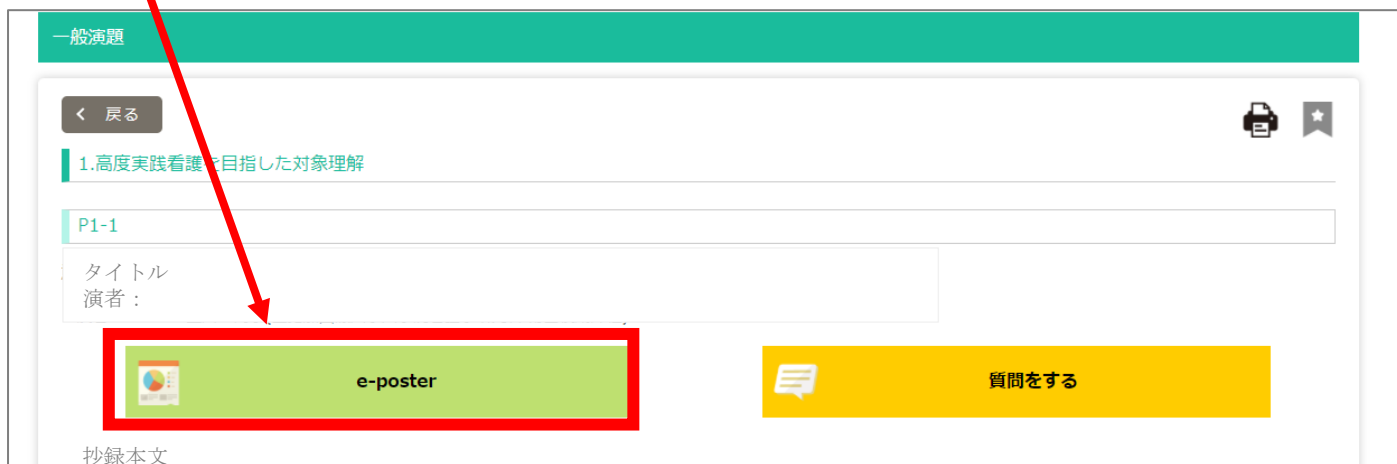 一般演題
戻る
1.高度実践看護を目指した対象理解
P1-1
タイトル
演者：
e-poster
質問をする
抄録本文